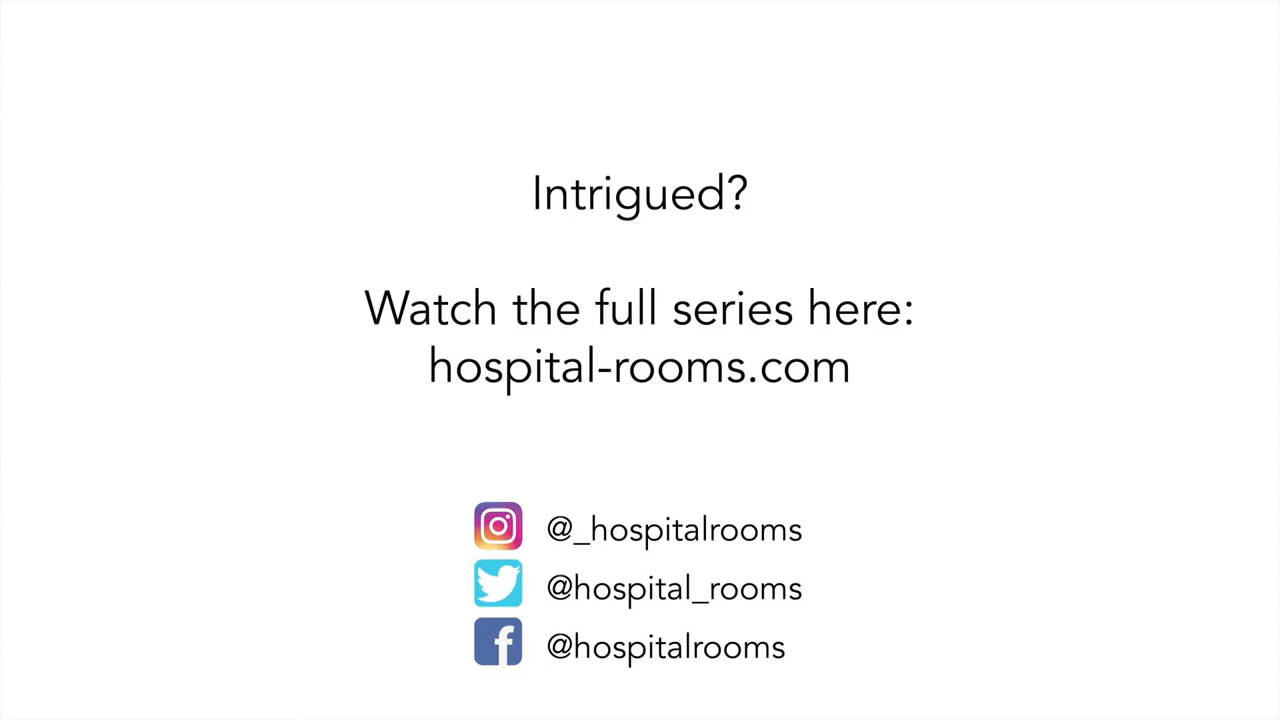 Intrigued?
Watch the full series here:
hospital-rooms.com
@_hospitalrooms
@hospital_rooms
@hospitalrooms